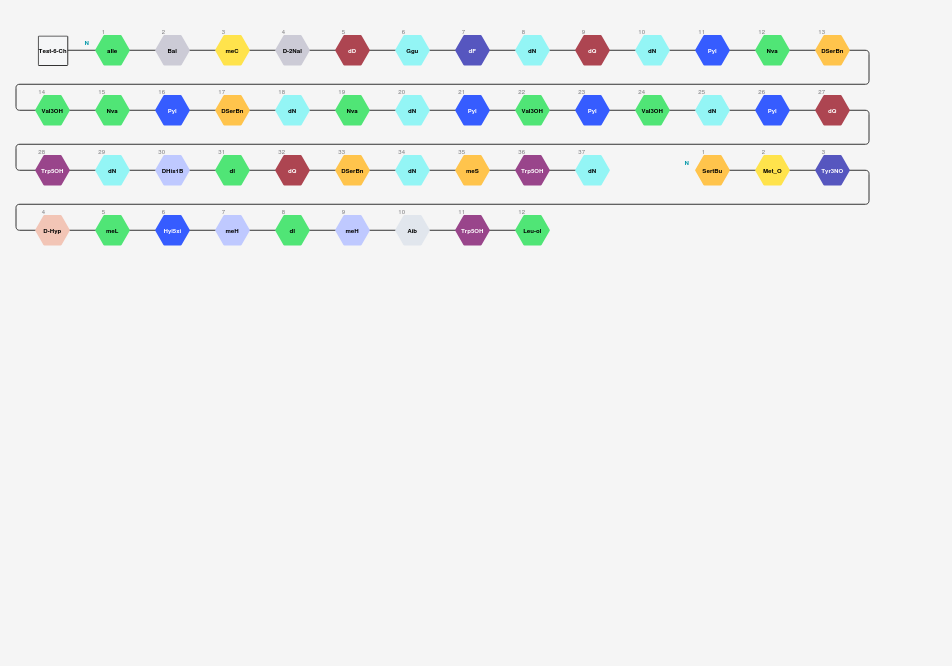 1 2 3 4 5 6 7 8 9 10 11 12 13
Test-6-Ch N aIle Bal meC D-2Nal dD Ggu dF dN dQ dN Pyl Nva DSerBn
14 15 16 17 18 19 20 21 22 23 24 25 26 27
Val3OH Nva Pyl DSerBn dN Nva dN Pyl Val3OH Pyl Val3OH dN Pyl dQ
28 29 30 31 32 33 34 35 36 37 1 2 3
Trp5OH dN DHis1B dI dQ DSerBn dN meS Trp5OH dN N SertBu Met_O Tyr3NO
4 5 6 7 8 9 10 11 12
D-Hyp meL Hyl5xi meH dI meH Aib Trp5OH Leu-ol